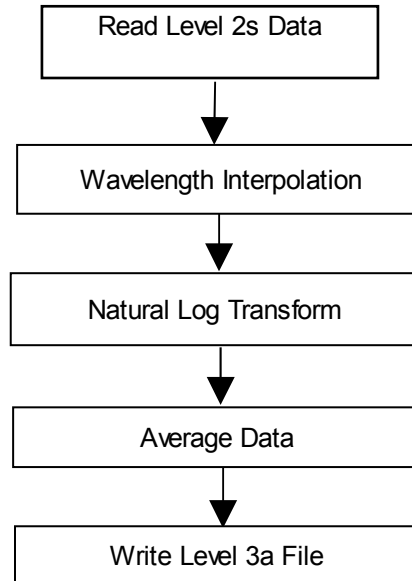 Read Level 2s Data
Wavelength Interpolation
Natural Log Transform
Average Data
Write Level 3a File